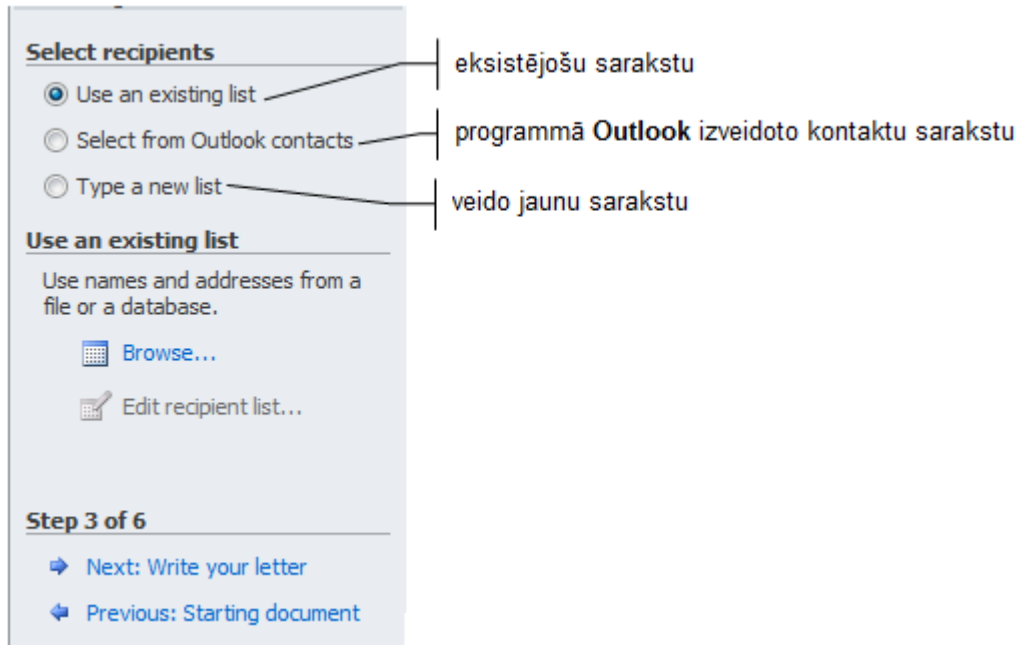 Select recipients
Use an existing list
eksistējošu sarakstu
Select from Outlook contacts
programmā Outlook izveidoto kontaktu sarakstu
Type a new list
veido jaunu sarakstu
Use an existing list
Use names and addresses from a
file or a database.
Browse...
Edit recipient list...
Step 3 of 6
Next: Write your letter
Previous: Starting document